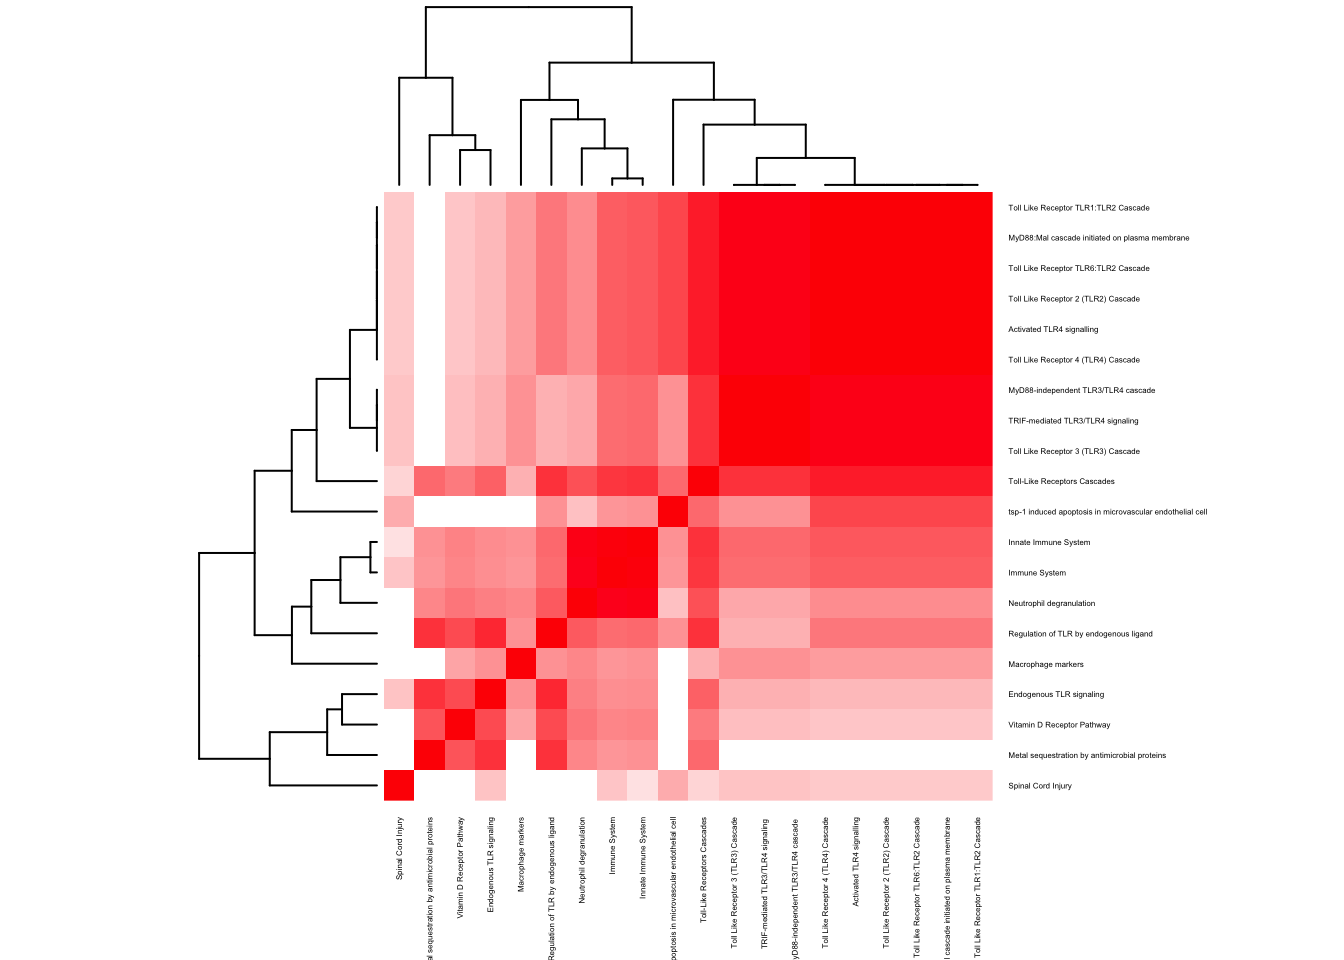 Toll Like Receptor TLR1:TLR2 Cascade
MyD88:Mal cascade initiated on plasma membrane
Toll Like Receptor TLR6:TLR2 Cascade
Toll Like Receptor 2 (TLR2) Cascade
Activated TLR4 signalling
Toll Like Receptor 4 (TLR4) Cascade
MyD88-independent TLR3/TLR4 cascade
TRIF-mediated TLR3/TLR4 signaling
Toll Like Receptor 3 (TLR3) Cascade
Toll-Like Receptors Cascades
tsp-1 induced apoptosis in microvascular endothelial cell
Innate Immune System
Immune System
Neutrophil degranulation
Regulation of TLR by endogenous ligand
Macrophage markers
Endogenous TLR signaling
Vitamin D Receptor Pathway
Metal sequestration by antimicrobial proteins
Spinal Cord Injury
Spinal Cord Injury
al sequestration by antimicrobial proteins
Vitamin D Receptor Pathway
Endogenous TLR signaling
Macrophage markers
Regulation of TLR by endogenous ligand
Neutrophil degranulation
Immune System
Innate Immune System
poptosis in microvascular endothelial cell
Toll-Like Receptors Cascades
Toll Like Receptor 3 (TLR3) Cascade
TRIF-mediated TLR3/TLR4 signaling
yD88-independent TLR3/TLR4 cascade
Toll Like Receptor 4 (TLR4) Cascade
Activated TLR4 signalling
Toll Like Receptor 2 (TLR2) Cascade
Toll Like Receptor TLR6:TLR2 Cascade
l cascade initiated on plasma membrane
Toll Like Receptor TLR1:TLR2 Cascade